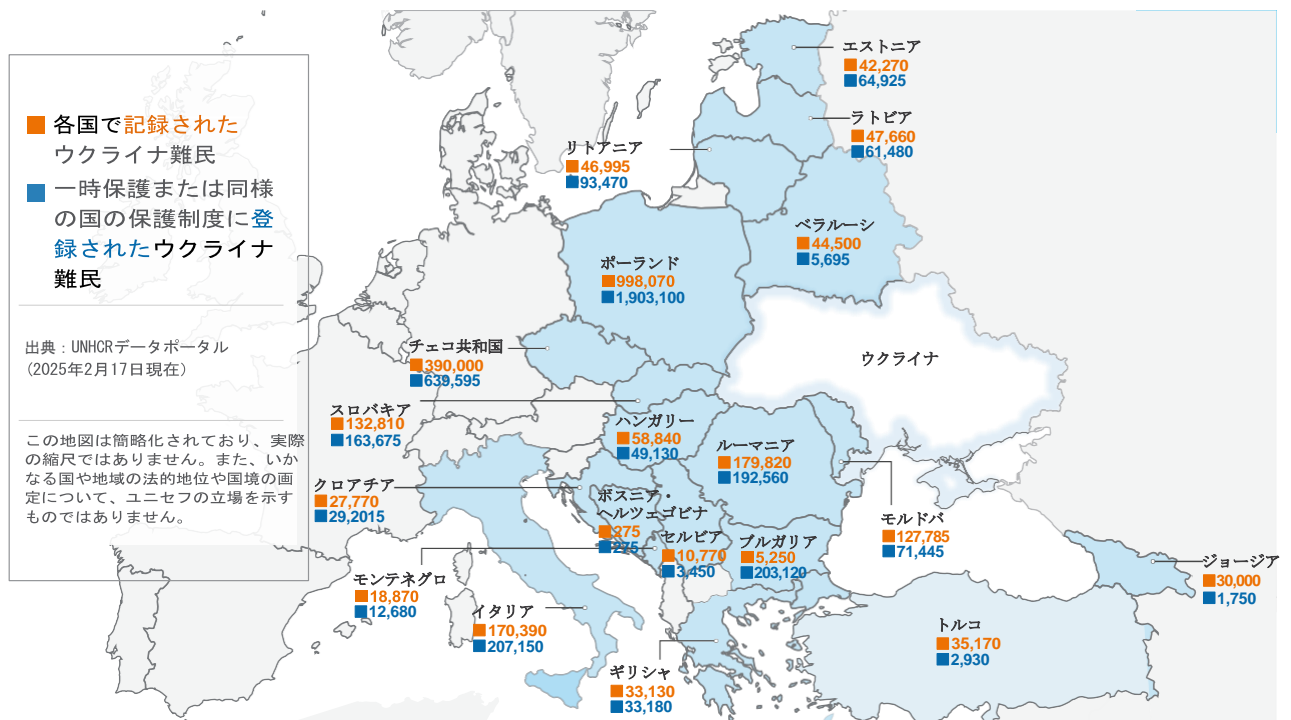 各国で記録された
ウクライナ難民
一時保護または同様
の国の保護制度に登
録されたウクライナ
難民
出典：UNHCRデータポータル
(2025年2月17日現在)
この地図は簡略化されており、実際
の縮尺ではありません。また、いか
なる国や地域の法的地位や国境の画
定について、ユニセフの立場を示す
ものではありません。
エストニア
42,270
64,925
ラトビア
47,660
61,480
リトアニア
46,995
93,470
ベラルーシ
44,500
5,695
ポーランド
998,070
1,903,100
チェコ共和国
390,000
639,595
ウクライナ
スロバキア
132,810
163,675
ハンガリー
58,840
49,130
ルーマニア
179,820
192,560
クロアチア
27,770
29,2015
ボスニア・
ヘルツェゴビナ
275
275
セルビア
10,770
3,450
ブルガリア
5,250
203,120
モルドバ
127,785
71,445
ジョージア
30,000
1,750
モンテネグロ
18,870
12,680
イタリア
170,390
207,150
トルコ
35,170
2,930
ギリシャ
33,130
33,180